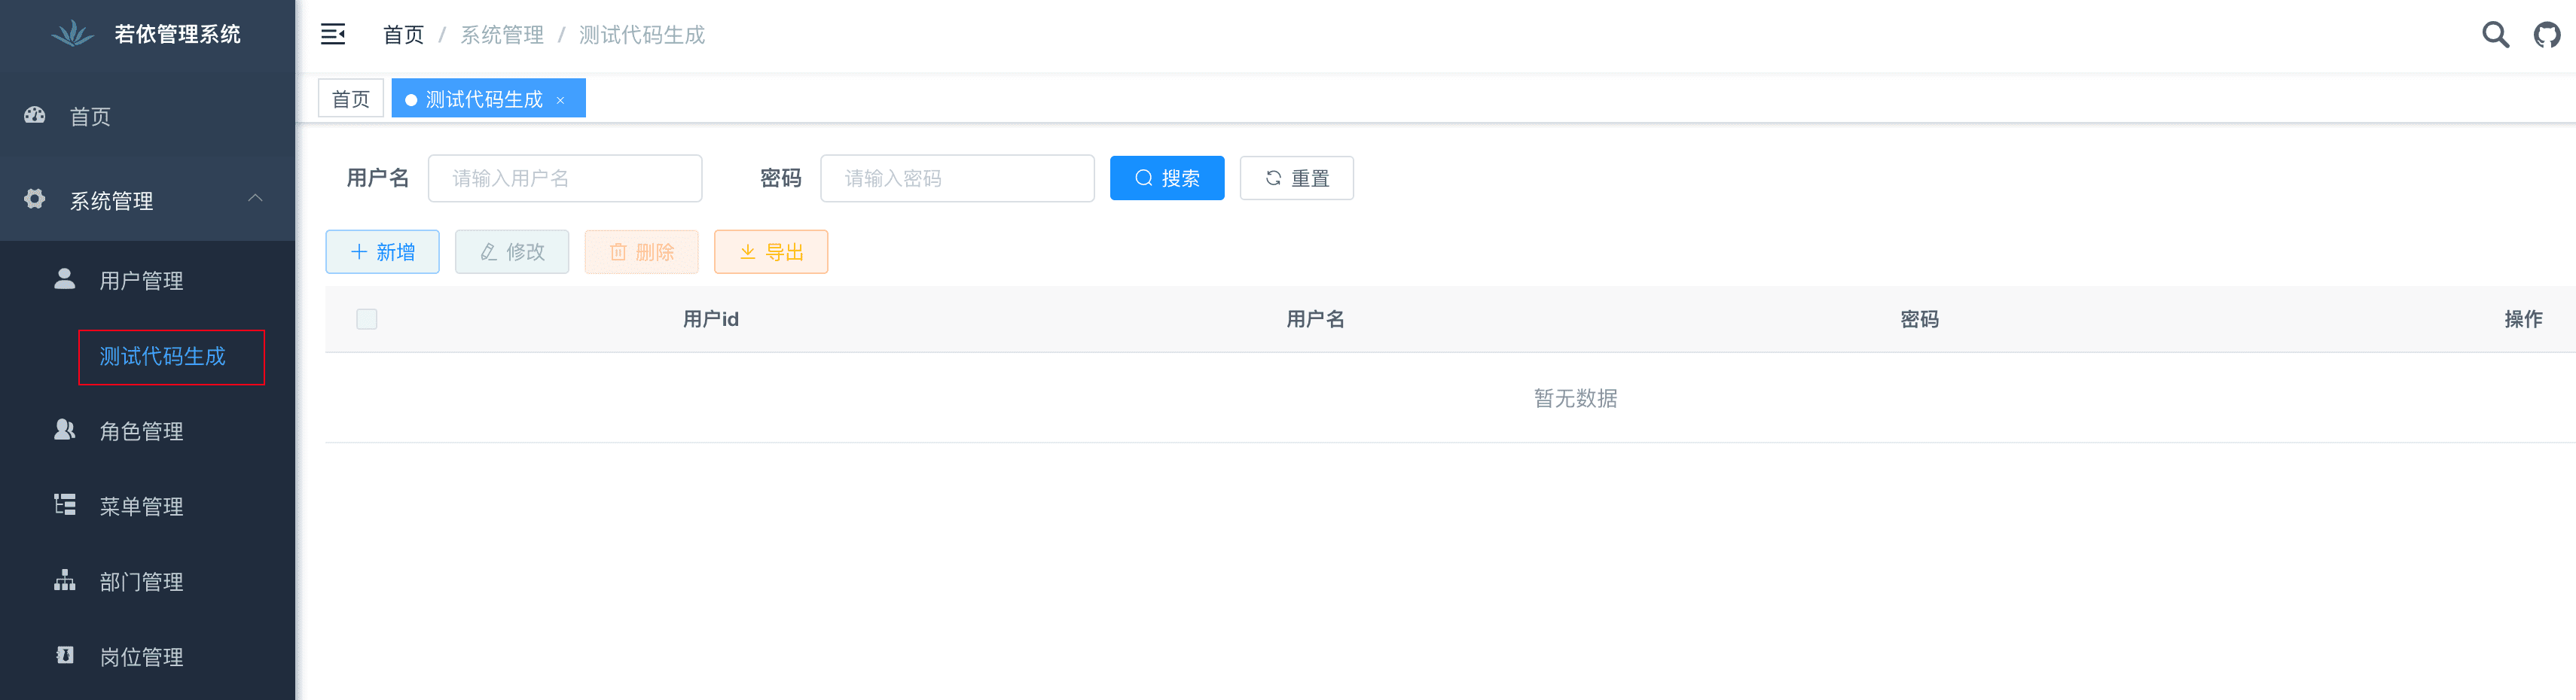 若依管理系统
首页 / 系统管理 / 测试代码生成
首页 测试代码生成 ×
首页
系统管理
用户管理
测试代码生成
角色管理
菜单管理
部门管理
岗位管理
用户名 请输入用户名 密码 请输入密码 搜索 重置
新增 修改 删除 导出
用户id 用户名 密码 操作
暂无数据